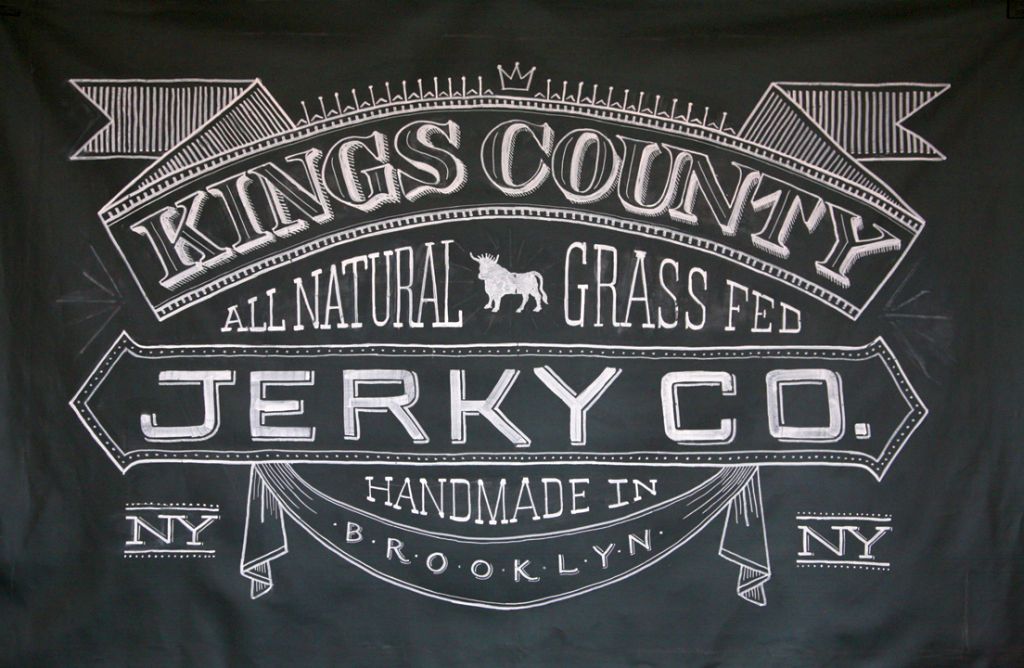 KINGS COUNTY
ALL NATURAL GRASS FED
JERKY CO.
HANDMADE IN
B·R·O·O·K·L·Y·N·
NY NY